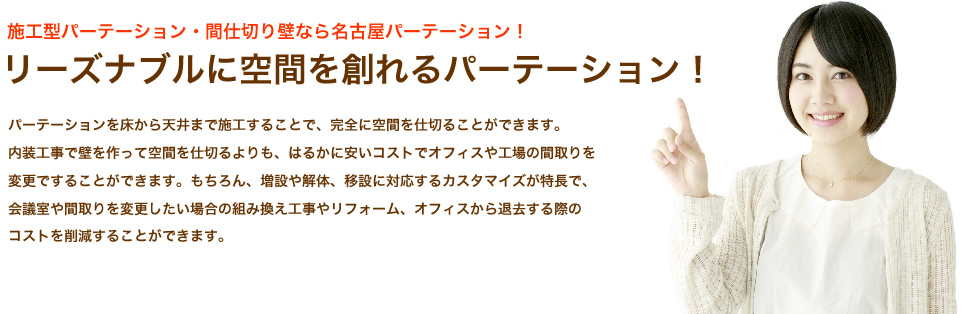 施工型パーテーション・間仕切り壁なら名古屋パーテーション！
リーズナブルに空間を創れるパーテーション！
パーテーションを床から天井まで施工することで、完全に空間を仕切ることができます。
内装工事で壁を作って空間を仕切るよりも、はるかに安いコストでオフィスや工場の間取りを
変更ですることができます。もちろん、増設や解体、移設に対応するカスタマイズが特長で、
会議室や間取りを変更したい場合の組み換え工事やリフォーム、オフィスから退去する際の
コストを削減することができます。